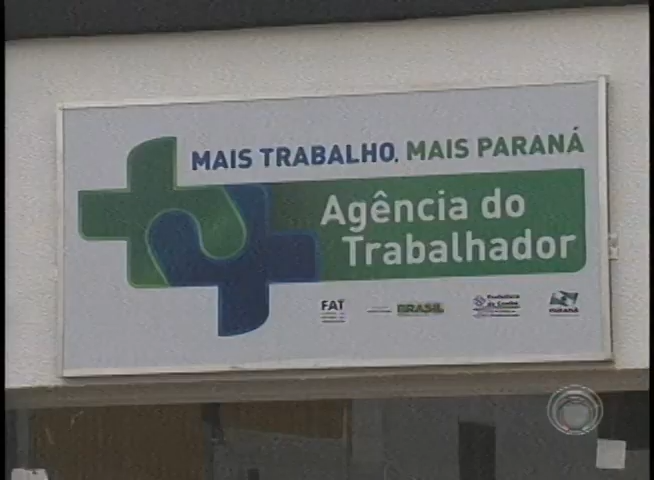 MAIS TRABALHO. MAIS PARANÁ
Agência do
Trabalhador
FAT
BRASIL
PARANÁ